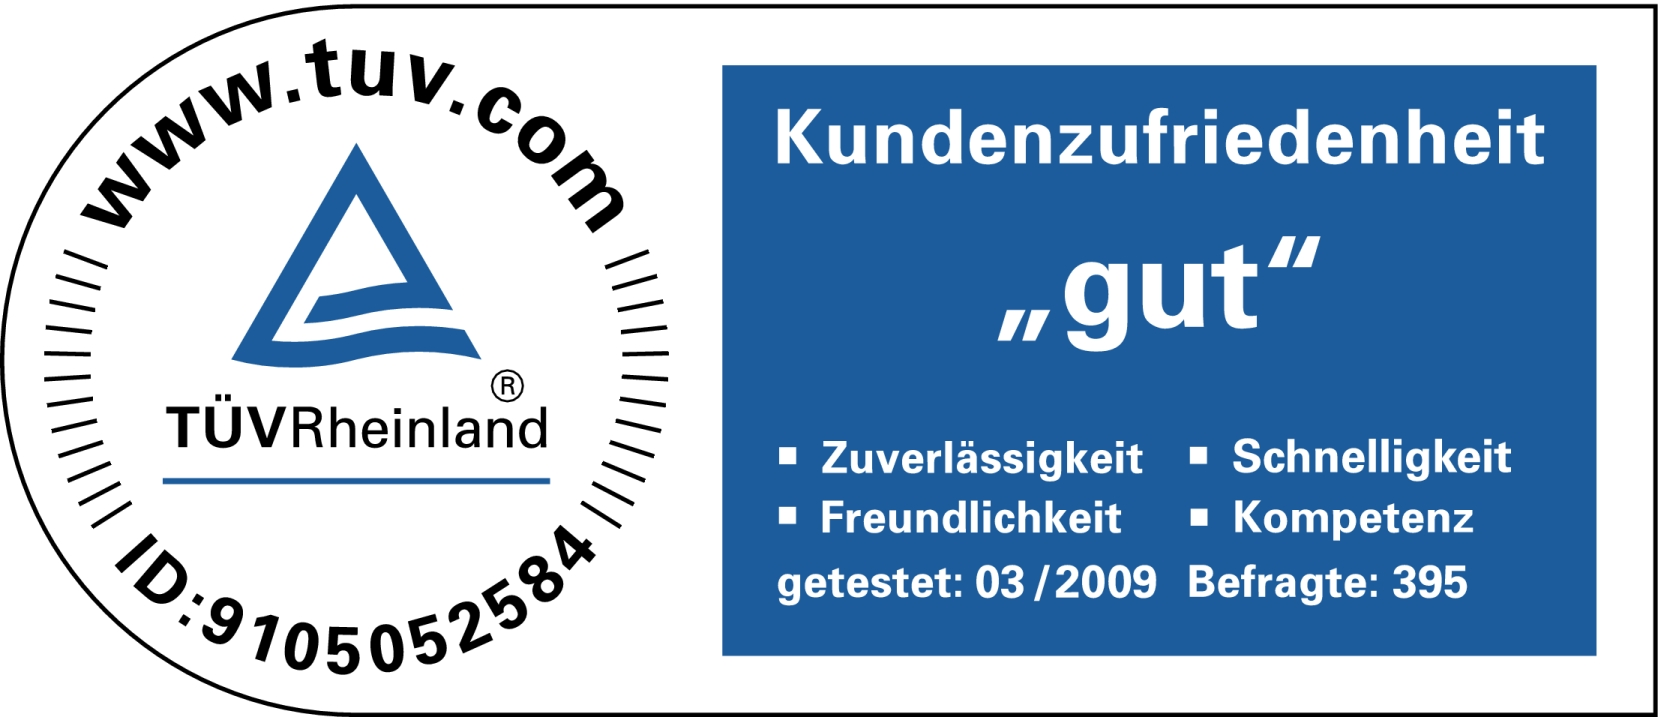 www.tuv.com
®
TÜVRheinland
ID:9105052584
Kundenzufriedenheit
„gut“
▪ Zuverlässigkeit ▪ Schnelligkeit
▪ Freundlichkeit ▪ Kompetenz
getestet: 03/2009 Befragte: 395